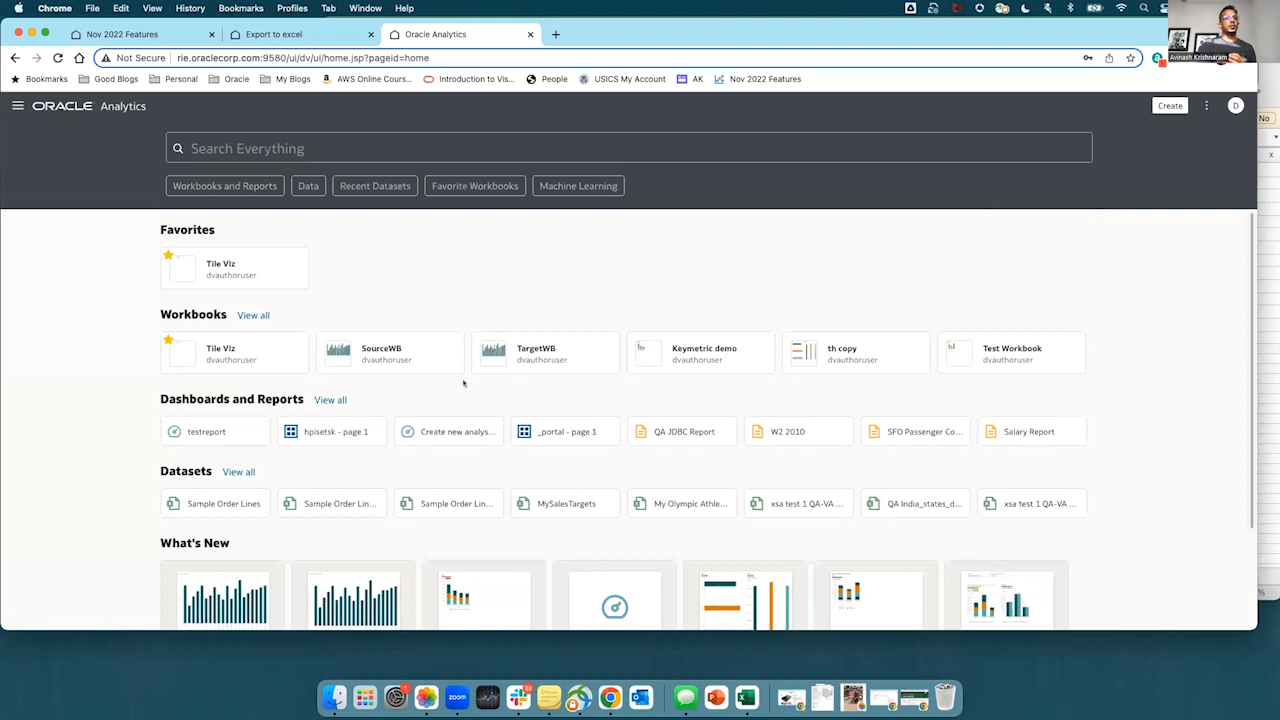 Chrome File Edit View History Bookmarks Profiles Tab Window Help
Nov 2022 Features
Export to excel
Oracle Analytics
Not Secure rie.oraclecorp.com:9580/ui/dv/ui/home.jsp?pageid=home
Bookmarks Good Blogs Personal Oracle My Blogs AWS Online Cours... Introduction to Vis... People USICS My Account AK Nov 2022 Features
Avinash Krishnaram
No
ORACLE Analytics
Create
D
X
Search Everything
Workbooks and Reports Data Recent Datasets Favorite Workbooks Machine Learning
Favorites
Tile Viz
dvauthoruser
Workbooks View all
Tile Viz
dvauthoruser
SourceWB
dvauthoruser
TargetWB
dvauthoruser
Keymetric demo
dvauthoruser
th copy
dvauthoruser
Test Workbook
dvauthoruser
Dashboards and Reports View all
testreport
hpisetsk - page 1
Create new analys...
_portal - page 1
QA JDBC Report
W2 2010
SFO Passenger Co...
Salary Report
Datasets View all
Sample Order Lines
Sample Order Lin...
Sample Order Lin...
MySalesTargets
My Olympic Athle...
xsa test 1 QA-VA ...
QA India_states_d...
xsa test 1 QA-VA ...
What's New
zoom